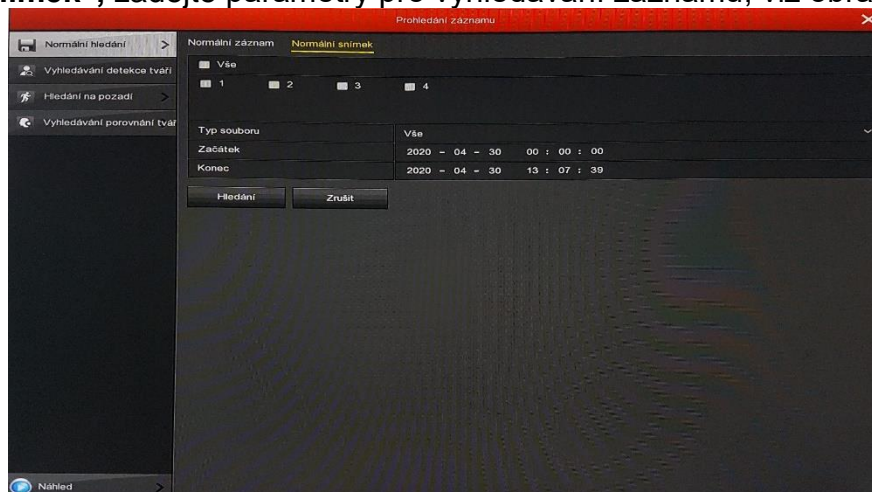 snímek", zadejte parametry pro vyhledávání záznamu, viz obrá
Prohledání záznamu
Normální hledání >
Normální záznam Normální snímek
Vyhledávání detekce tváří
Vše
Hledání na pozadí >
1 2 3 4
Vyhledávání porovnání tvář
Typ souboru Vše
Začátek 2020 - 04 - 30 00 : 00 : 00
Konec 2020 - 04 - 30 13 : 07 : 39
Hledání Zrušit
Náhled >